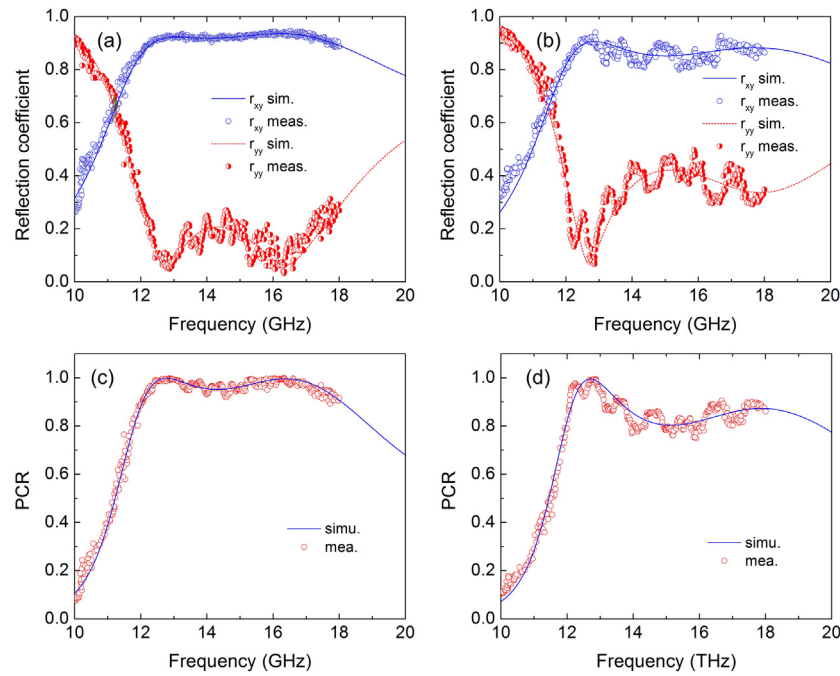 (a)
Reflection coefficient
1.0
0.8
0.6
0.4
0.2
0.0
r_xy sim.
r_xy meas.
r_yy sim.
r_yy meas.
10 12 14 16 18 20
Frequency (GHz)
(b)
Reflection coefficient
1.0
0.8
0.6
0.4
0.2
0.0
r_xy sim.
r_xy meas.
r_yy sim.
r_yy meas.
10 12 14 16 18 20
Frequency (GHz)
(c)
PCR
1.0
0.8
0.6
0.4
0.2
0.0
simu.
mea.
10 12 14 16 18 20
Frequency (GHz)
(d)
PCR
1.0
0.8
0.6
0.4
0.2
0.0
simu.
mea.
10 12 14 16 18 20
Frequency (THz)